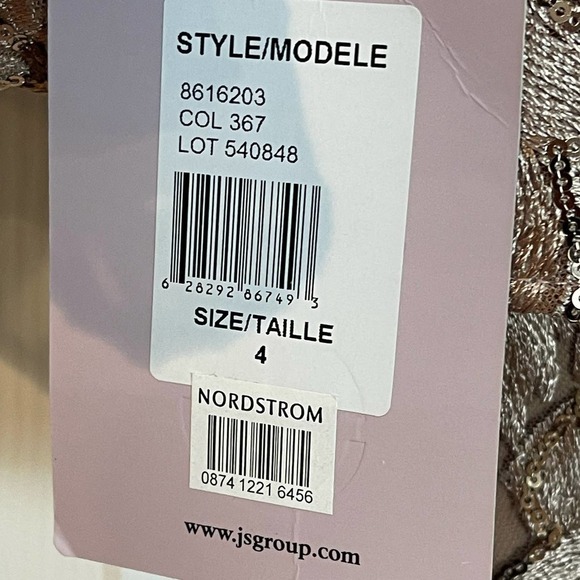 STYLE/MODELE
8616203
COL 367
LOT 540848
6 28292 86749 3
SIZE/TAILLE
4
NORDSTROM
0874 1221 6456
www.jsgroup.com